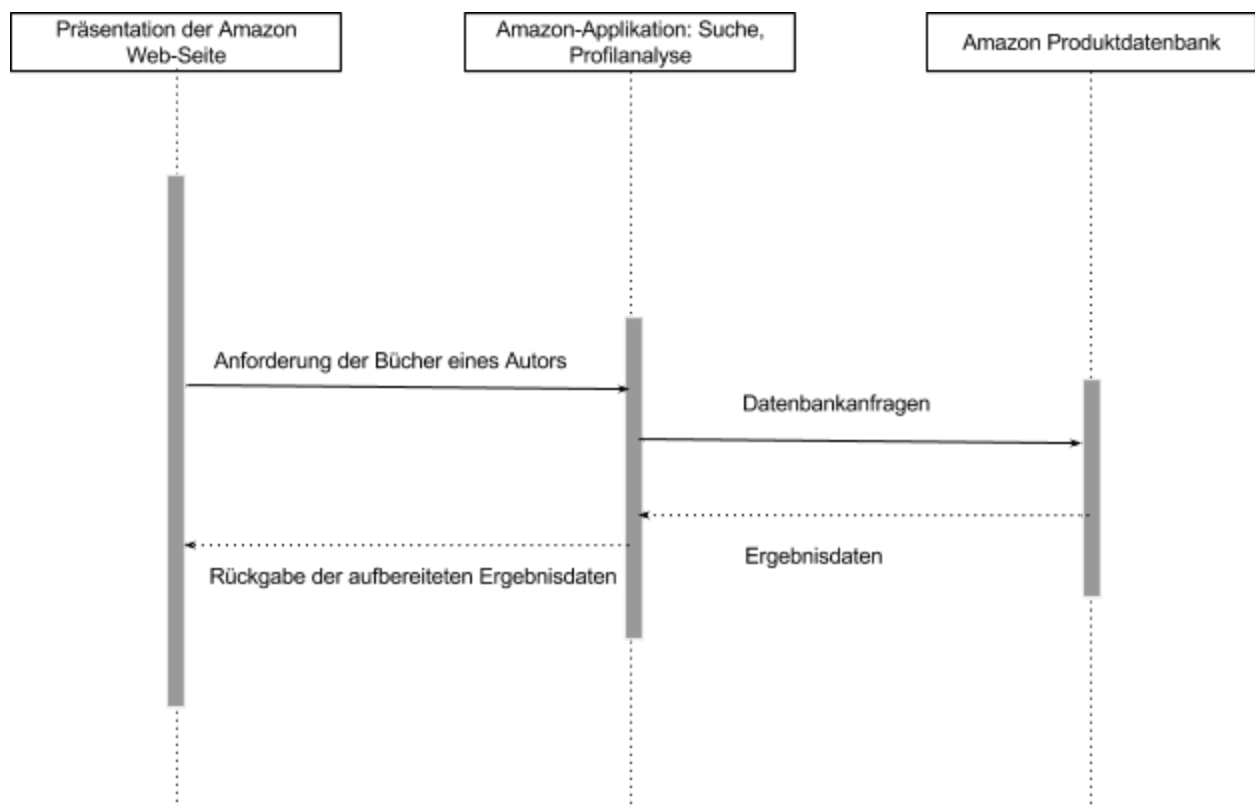 Präsentation der Amazon
Web-Seite
Amazon-Applikation: Suche,
Profilanalyse
Amazon Produktdatenbank
Anforderung der Bücher eines Autors
Datenbankanfragen
Ergebnisdaten
Rückgabe der aufbereiteten Ergebnisdaten